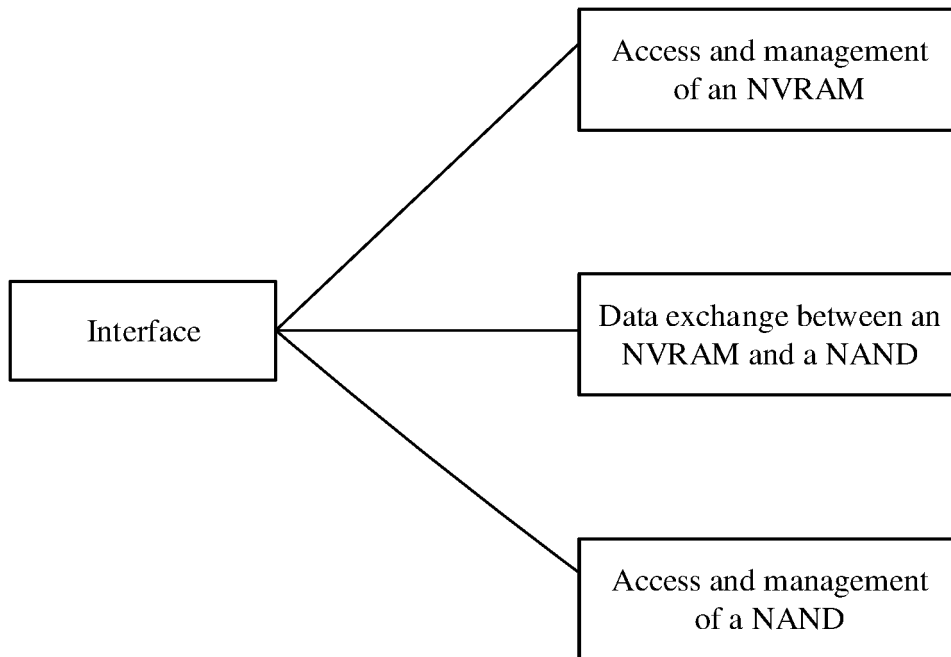 Access and management
of an NVRAM
Interface
Data exchange between an
NVRAM and a NAND
Access and management
of a NAND